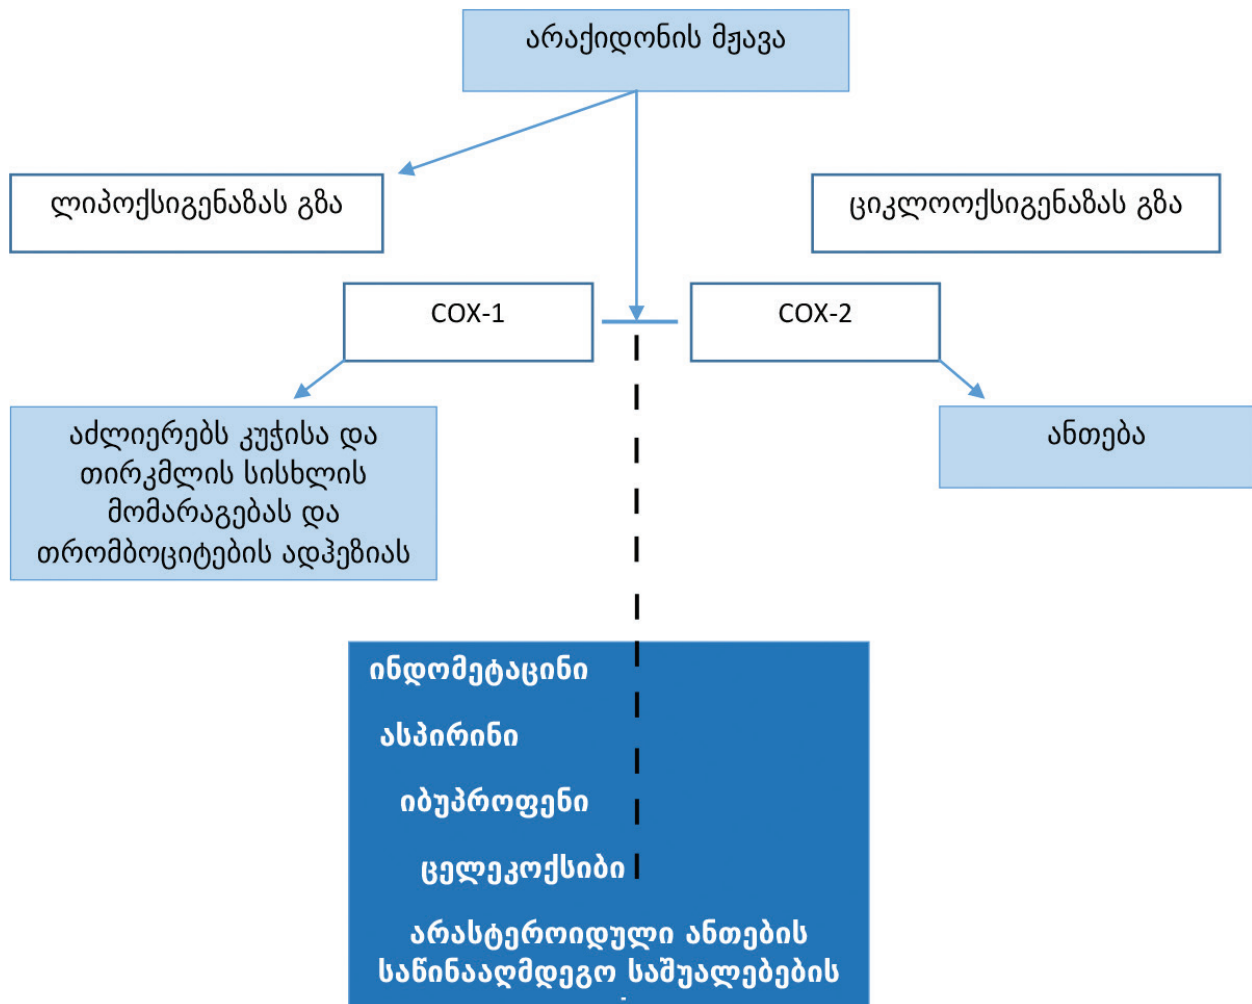 არაქიდონის მჟავა
ლიპოქსიგენაზას გზა
ციკლოოქსიგენაზას გზა
COX-1
COX-2
აძლიერებს კუჭისა და
თირკმლის სისხლის
მომარაგებას და
თრომბოციტების ადჰეზიას
ანთება
ინდომეტაცინი
ასპირინი
იბუპროფენი
ცელეკოქსიბი
არასტეროიდული ანთების
საწინააღმდეგო საშუალებების